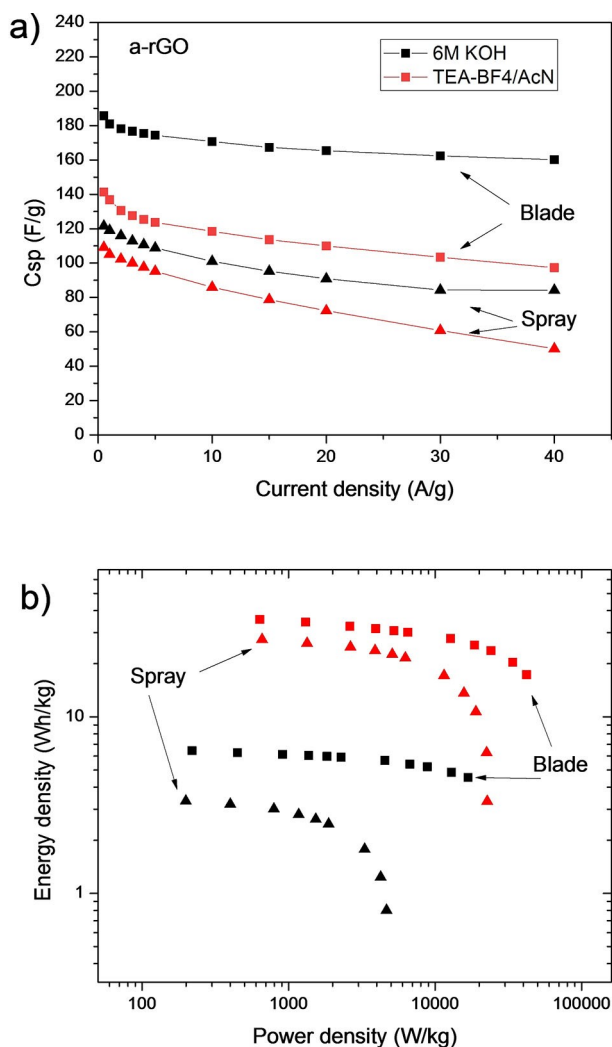 a)
a-rGO
6M KOH
TEA-BF4/AcN
240
220
200
180
160
140
120
100
80
60
40
20
0
Csp (F/g)
Blade
Spray
0 10 20 30 40
Current density (A/g)
b)
Energy density (Wh/kg)
10
1
Spray
Blade
100 1000 10000 100000
Power density (W/kg)